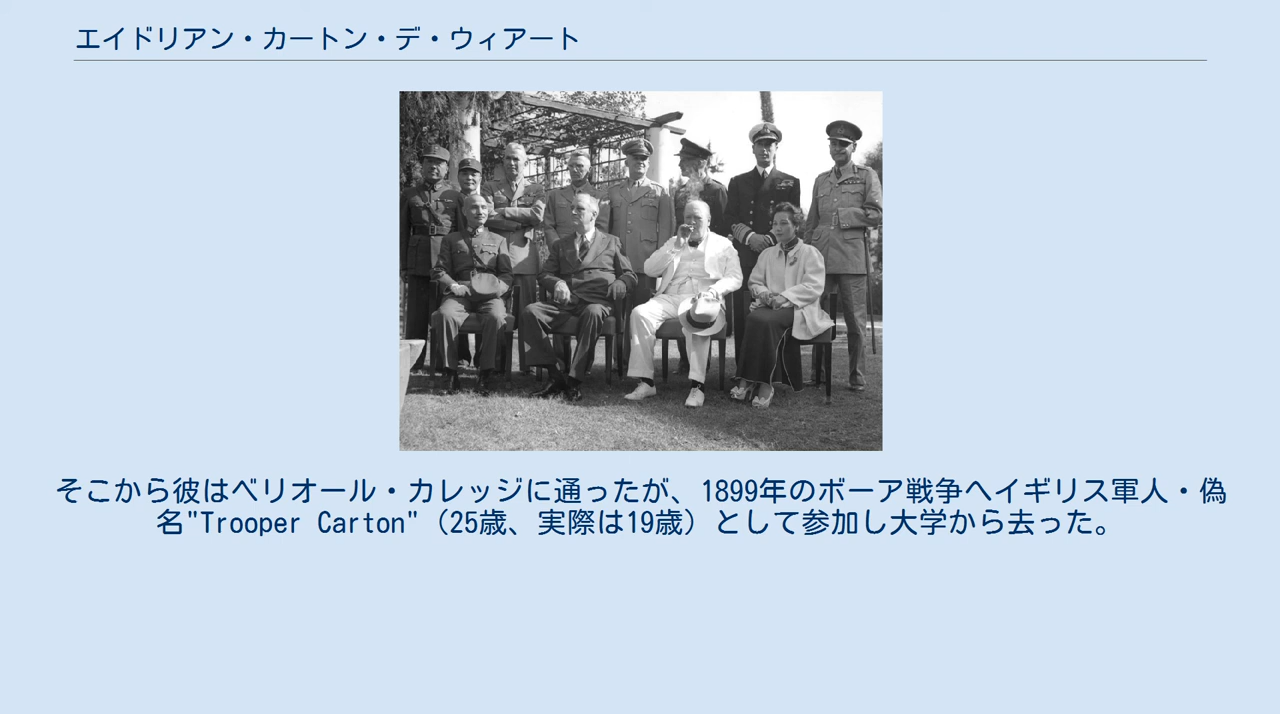 エイドリアン・カートン・デ・ウィアート
そこから彼はベリオール・カレッジに通ったが、1899年のボーア戦争へイギリス軍人・偽
名"Trooper Carton"（25歳、実際は19歳）として参加し大学から去った。